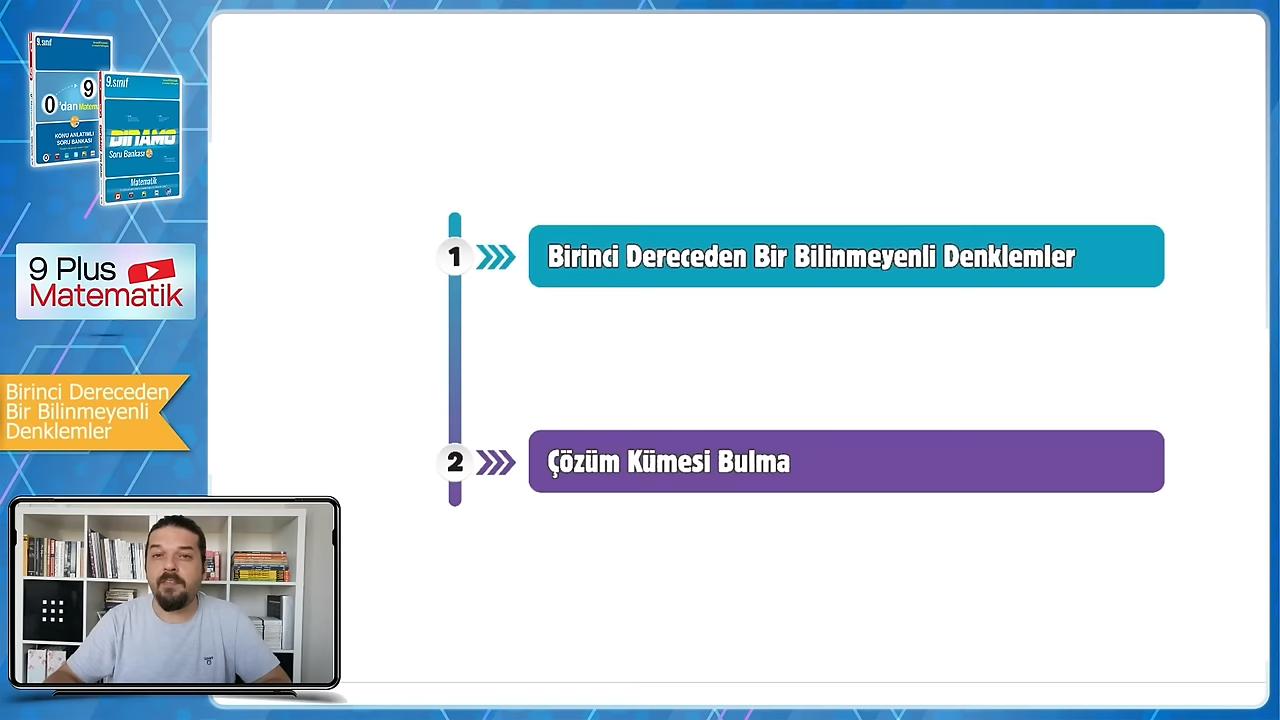 9.sınıf
0'dan 9
Matem
KONU ANLATIMLI
SORU BANKASI
9.sınıf
DİNAMO
Soru Bankası
Matematik
9 Plus
Matematik
Birinci Dereceden
Bir Bilinmeyenli
Denklemler
1
Birinci Dereceden Bir Bilinmeyenli Denklemler
2
Çözüm Kümesi Bulma